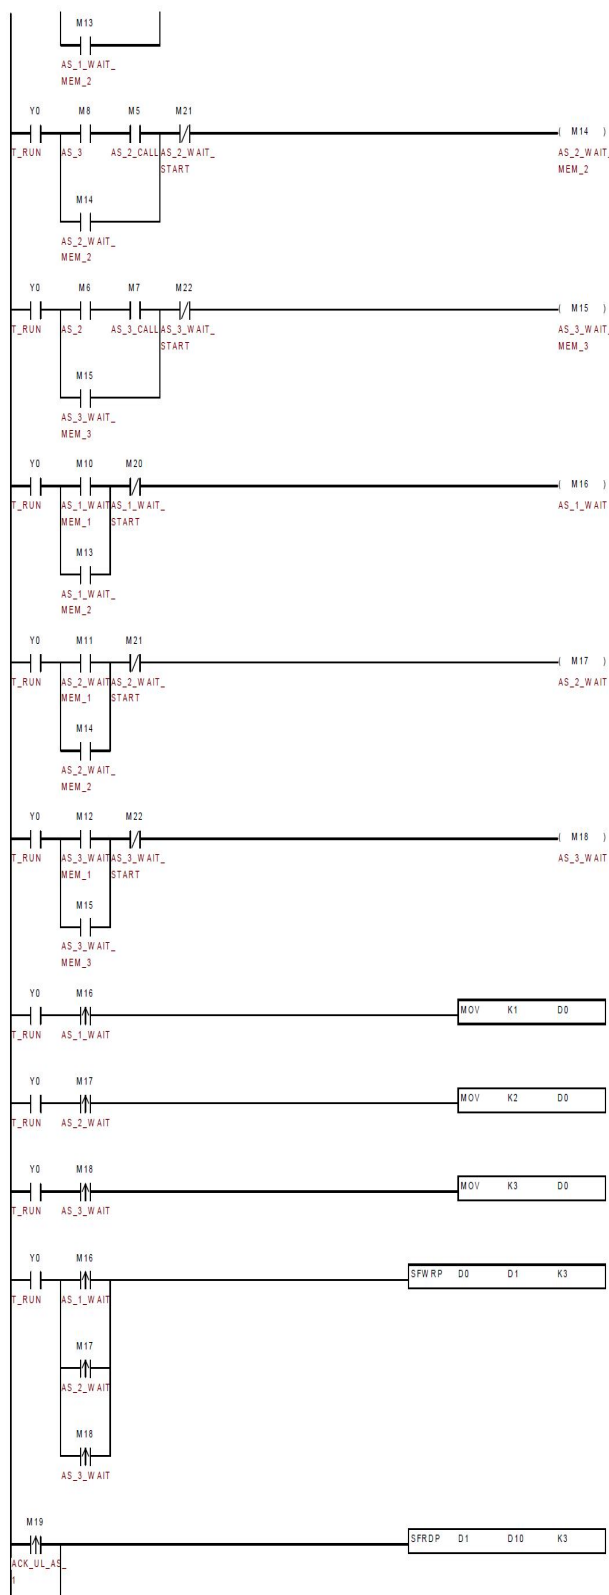 M13
AS_1_WAIT_
MEM_2
Y0 M8 M5 M21
( M14 )
T_RUN AS_3 AS_2_CALL AS_2_WAIT_
START
AS_2_WAIT_
MEM_2
M14
AS_2_WAIT_
MEM_2
Y0 M6 M7 M22
( M15 )
T_RUN AS_2 AS_3_CALL AS_3_WAIT_
START
AS_3_WAIT_
MEM_3
M15
AS_3_WAIT_
MEM_3
Y0 M10 M20
( M16 )
T_RUN AS_1_WAIT AS_1_WAIT_ AS_1_WAIT
MEM_1 START
M13
AS_1_WAIT_
MEM_2
Y0 M11 M21
( M17 )
T_RUN AS_2_WAIT AS_2_WAIT_ AS_2_WAIT
MEM_1 START
M14
AS_2_WAIT_
MEM_2
Y0 M12 M22
( M18 )
T_RUN AS_3_WAIT AS_3_WAIT_ AS_3_WAIT
MEM_1 START
M15
AS_3_WAIT_
MEM_3
Y0 M16
MOV K1 D0
T_RUN AS_1_WAIT
Y0 M17
MOV K2 D0
T_RUN AS_2_WAIT
Y0 M18
MOV K3 D0
T_RUN AS_3_WAIT
Y0 M16
SFWRP D0 D1 K3
T_RUN AS_1_WAIT
M17
AS_2_WAIT
M18
AS_3_WAIT
M19
SFRDP D1 D10 K3
ACK_UL_AS_
1